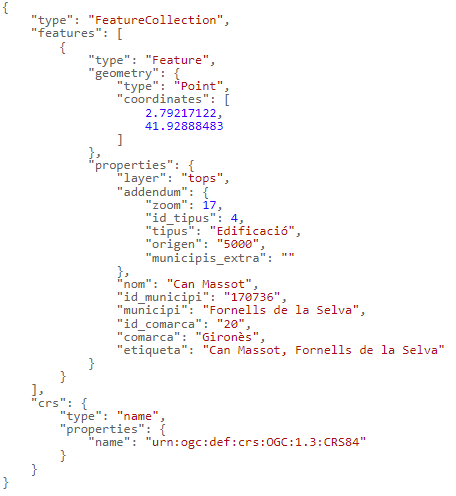 {
    "type": "FeatureCollection",
    "features": [
        {
            "type": "Feature",
            "geometry": {
                "type": "Point",
                "coordinates": [
                    2.79217122,
                    41.92888483
                ]
            },
            "properties": {
                "layer": "tops",
                "addendum": {
                    "zoom": 17,
                    "id_tipus": 4,
                    "tipus": "Edificació",
                    "origen": "5000",
                    "municipis_extra": ""
                },
                "nom": "Can Massot",
                "id_municipi": "170736",
                "municipi": "Fornells de la Selva",
                "id_comarca": "20",
                "comarca": "Gironès",
                "etiqueta": "Can Massot, Fornells de la Selva"
            }
        }
    ],
    "crs": {
        "type": "name",
        "properties": {
            "name": "urn:ogc:def:crs:OGC:1.3:CRS84"
        }
    }
}